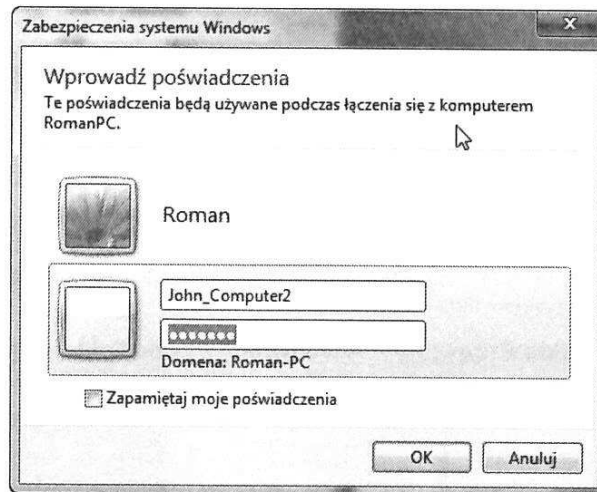 Zabezpieczenia systemu Windows
x
Wprowadź poświadczenia
Te poświadczenia będą używane podczas łączenia się z komputerem
RomanPC.
Roman
John_Computer2
Domena: Roman-PC
Zapamiętaj moje poświadczenia
OK
Anuluj